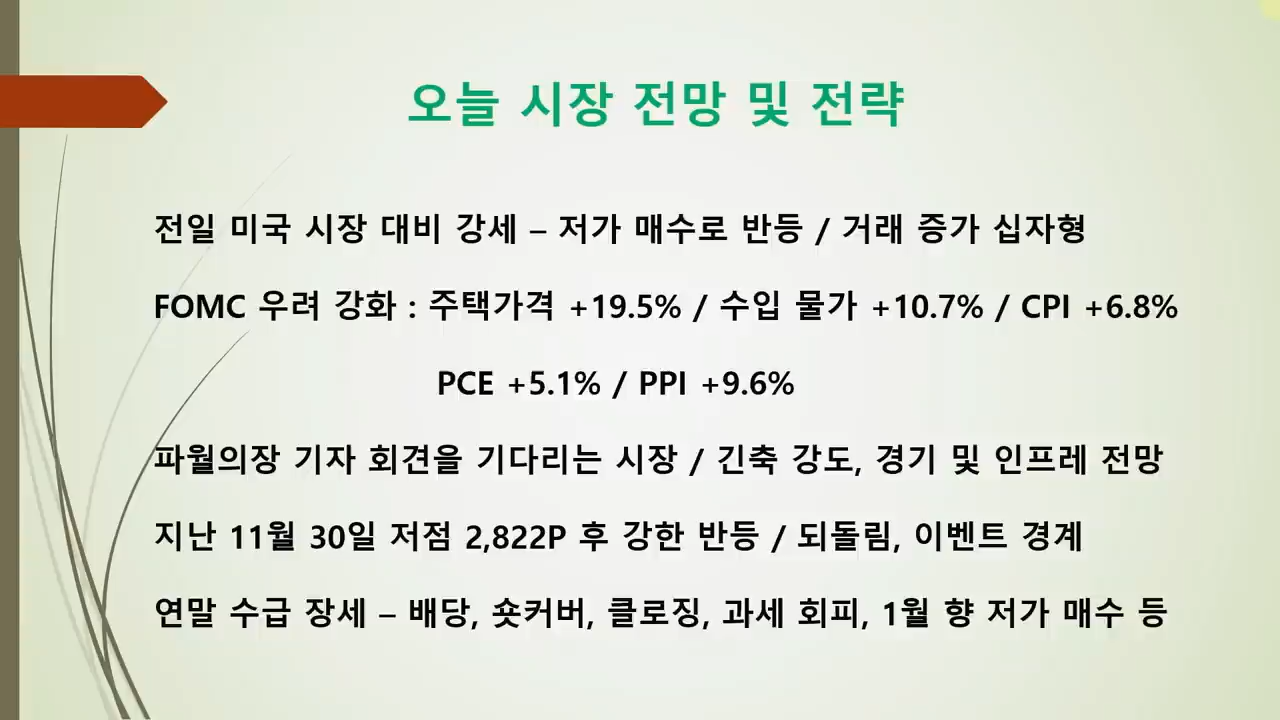 오늘 시장 전망 및 전략
전일 미국 시장 대비 강세 – 저가 매수로 반등 / 거래 증가 십자형
FOMC 우려 강화 : 주택가격 +19.5% / 수입 물가 +10.7% / CPI +6.8%
PCE +5.1% / PPI +9.6%
파월의장 기자 회견을 기다리는 시장 / 긴축 강도, 경기 및 인프레 전망
지난 11월 30일 저점 2,822P 후 강한 반등 / 되돌림, 이벤트 경계
연말 수급 장세 – 배당, 숏커버, 클로징, 과세 회피, 1월 향 저가 매수 등